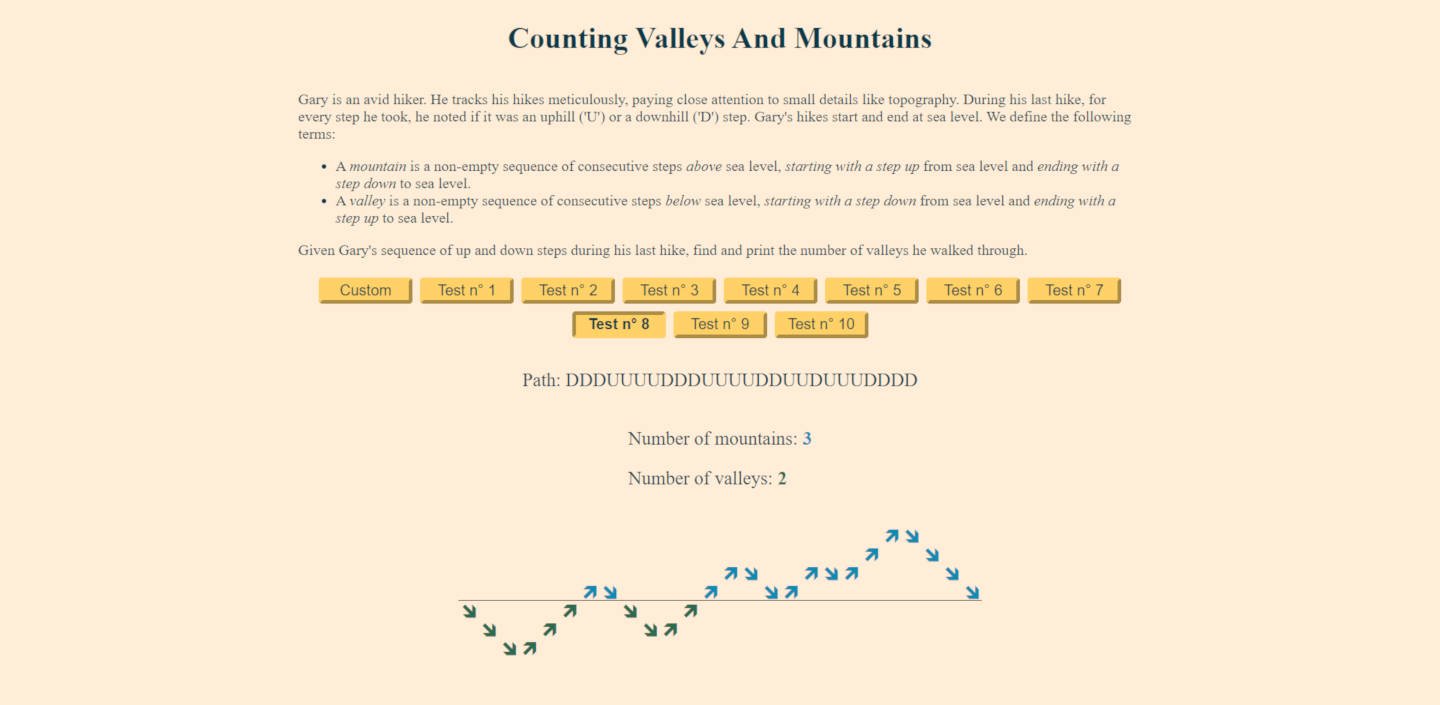 Counting Valleys And Mountains
Gary is an avid hiker. He tracks his hikes meticulously, paying close attention to small details like topography. During his last hike, for
every step he took, he noted if it was an uphill ('U') or a downhill ('D') step. Gary's hikes start and end at sea level. We define the following
terms:
• A mountain is a non-empty sequence of consecutive steps above sea level, starting with a step up from sea level and ending with a
step down to sea level.
• A valley is a non-empty sequence of consecutive steps below sea level, starting with a step down from sea level and ending with a
step up to sea level.
Given Gary's sequence of up and down steps during his last hike, find and print the number of valleys he walked through.
Custom Test n° 1 Test n° 2 Test n° 3 Test n° 4 Test n° 5 Test n° 6 Test n° 7
Test n° 8 Test n° 9 Test n° 10
Path: DDDUUUUDDDUUUUDDUUDUUUDDDD
Number of mountains: 3
Number of valleys: 2